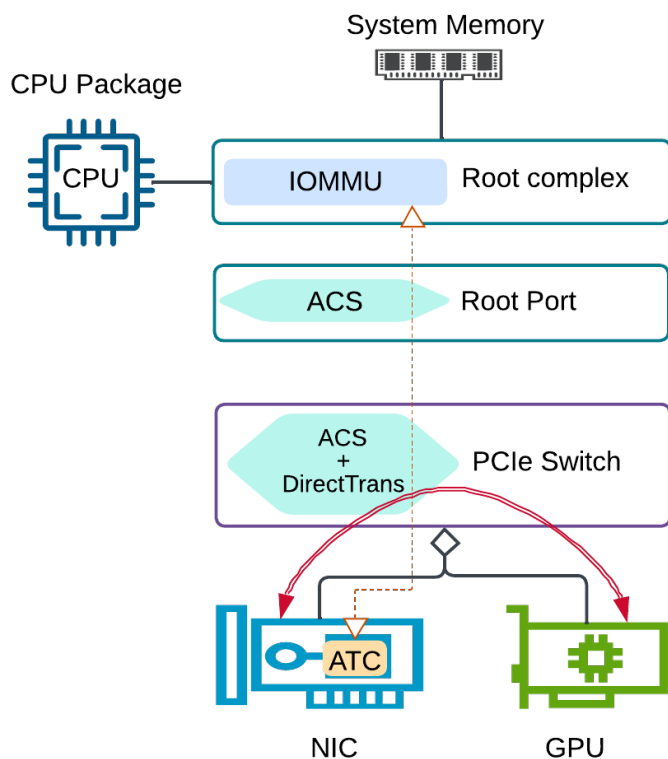 System Memory
CPU Package
CPU
IOMMU
Root complex
ACS
Root Port
ACS
+
DirectTrans
PCIe Switch
ATC
NIC
GPU